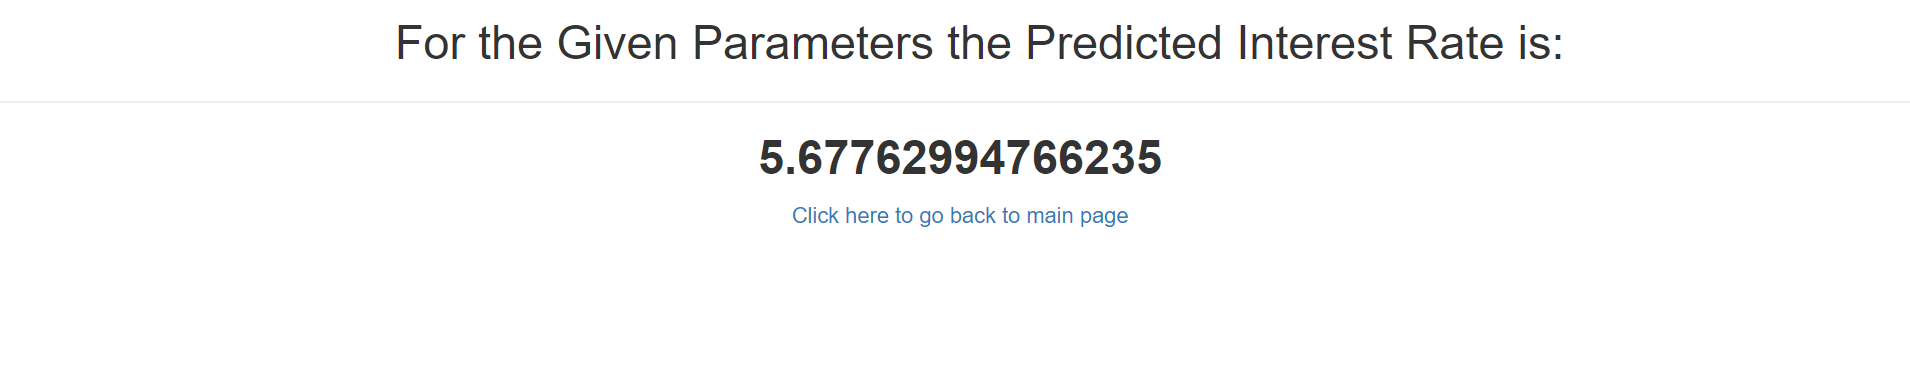 For the Given Parameters the Predicted Interest Rate is:
5.67762994766235
Click here to go back to main page